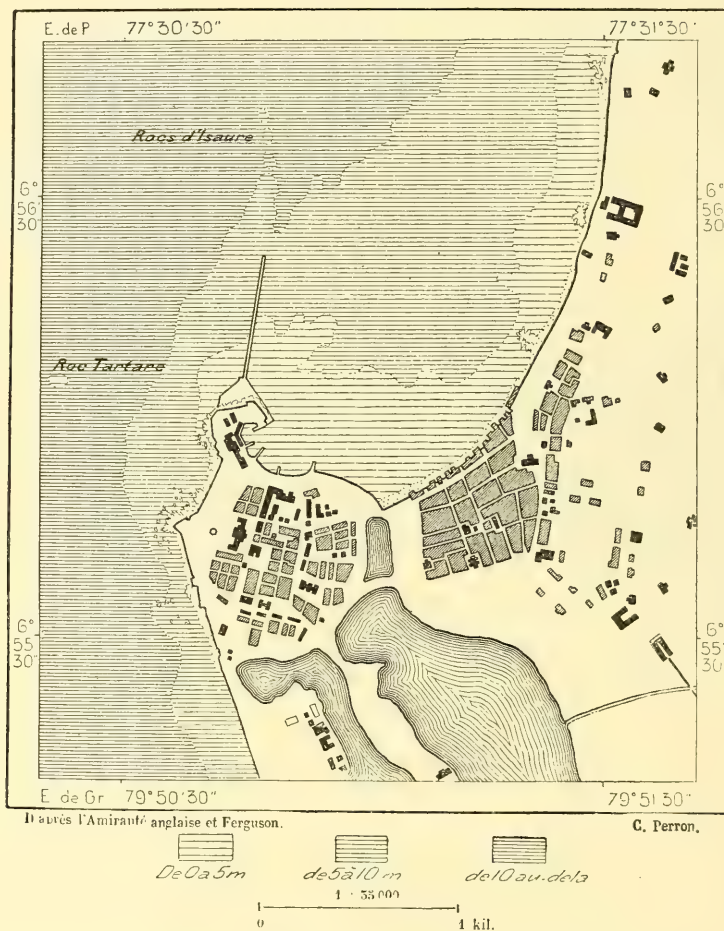 E. de P 77° 30' 30" 77° 31' 30'
Rocs d'Isaure
6° 56' 30' 6° 56' 30"
Roc Tartare
6° 55' 30" 6° 55' 30"
E. de Gr 79° 50' 30" 79° 51' 30"
D'après l'Amirauté anglaise et Ferguson. C. Perron.
De 0 à 5 m de 5 à 10 m de 10 au-delà
1 : 35 000
0 1 kil.